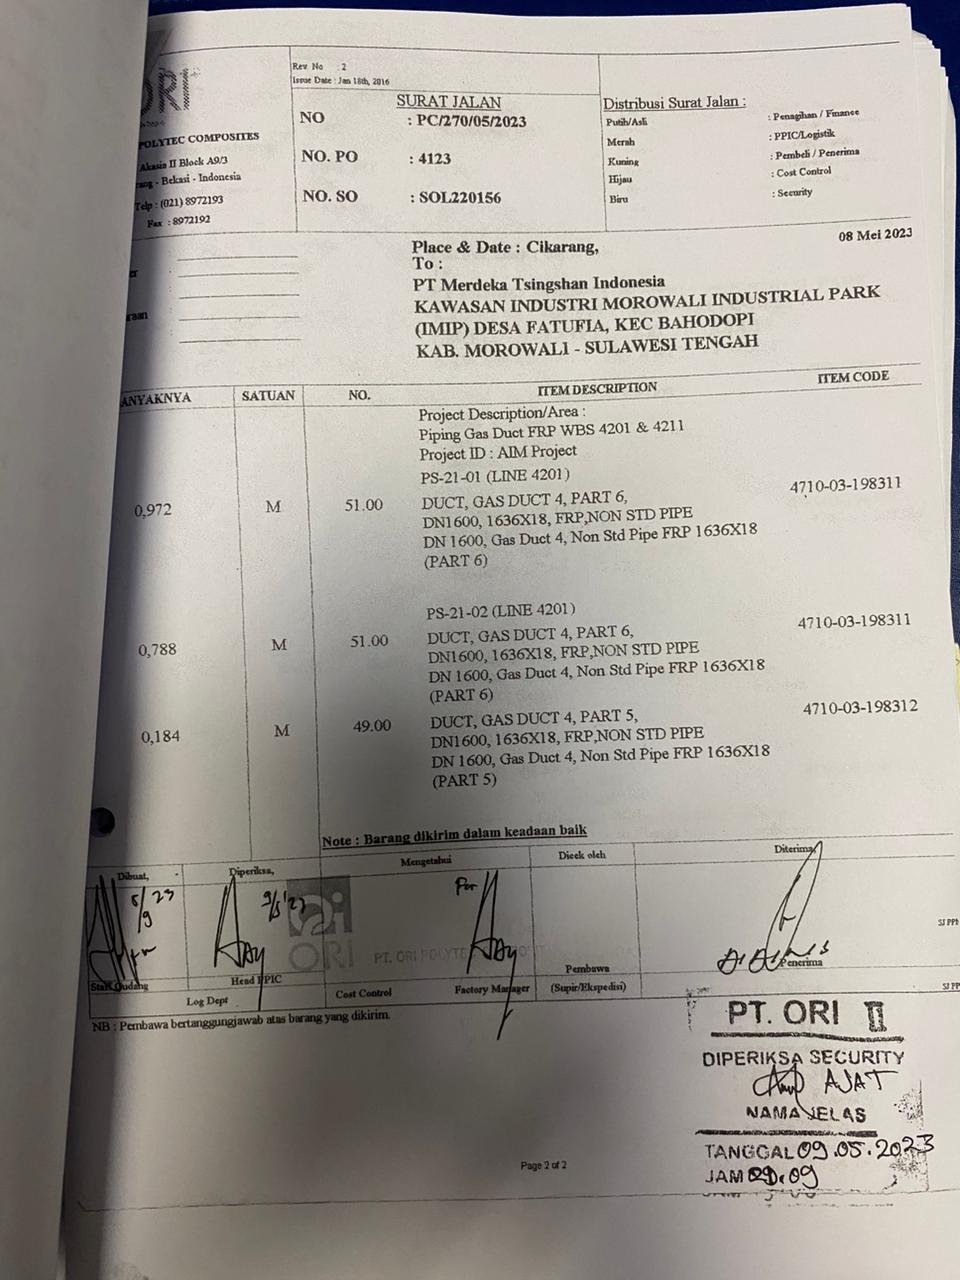 ORI
POLYTEC COMPOSITES
Akasia II Block A9/3
- Bekasi - Indonesia
Telp : (021) 8972193
Fax : 8972192
Rev No : 2
Issue Date : Jan 18th, 2016
SURAT JALAN
NO : PC/270/05/2023
NO. PO : 4123
NO. SO : SOL220156
Distribusi Surat Jalan :
Putih/Asli : Penagihan / Finance
Merah : PPIC/Logistik
Kuning : Pembeli / Penerima
Hijau : Cost Control
Biru : Security
08 Mei 2023
Place & Date : Cikarang,
To :
PT Merdeka Tsingshan Indonesia
KAWASAN INDUSTRI MOROWALI INDUSTRIAL PARK
(IMIP) DESA FATUFIA, KEC BAHODOPI
KAB. MOROWALI - SULAWESI TENGAH
ANYAKNYA SATUAN NO. ITEM DESCRIPTION ITEM CODE
Project Description/Area :
Piping Gas Duct FRP WBS 4201 & 4211
Project ID : AIM Project
PS-21-01 (LINE 4201)
0,972 M 51.00 DUCT, GAS DUCT 4, PART 6, 4710-03-198311
DN1600, 1636X18, FRP,NON STD PIPE
DN 1600, Gas Duct 4, Non Std Pipe FRP 1636X18
(PART 6)
PS-21-02 (LINE 4201)
0,788 M 51.00 DUCT, GAS DUCT 4, PART 6, 4710-03-198311
DN1600, 1636X18, FRP,NON STD PIPE
DN 1600, Gas Duct 4, Non Std Pipe FRP 1636X18
(PART 6)
0,184 M 49.00 DUCT, GAS DUCT 4, PART 5, 4710-03-198312
DN1600, 1636X18, FRP,NON STD PIPE
DN 1600, Gas Duct 4, Non Std Pipe FRP 1636X18
(PART 5)
Note : Barang dikirim dalam keadaan baik
Dibuat, Diperiksa, Mengetahui Dicek oleh Diterima,
9/5'23
ORI PT. ORI POLYTEC
Staff Gudang Head PPIC Pembawa Penerima
Log Dept Cost Control Factory Manager (Supir/Ekspedisi)
NB : Pembawa bertanggungjawab atas barang yang dikirim.
PT. ORI II
DIPERIKSA SECURITY
AJAT
NAMA JELAS
TANGGAL 09.05.2023
JAM 09.09
Page 2 of 2